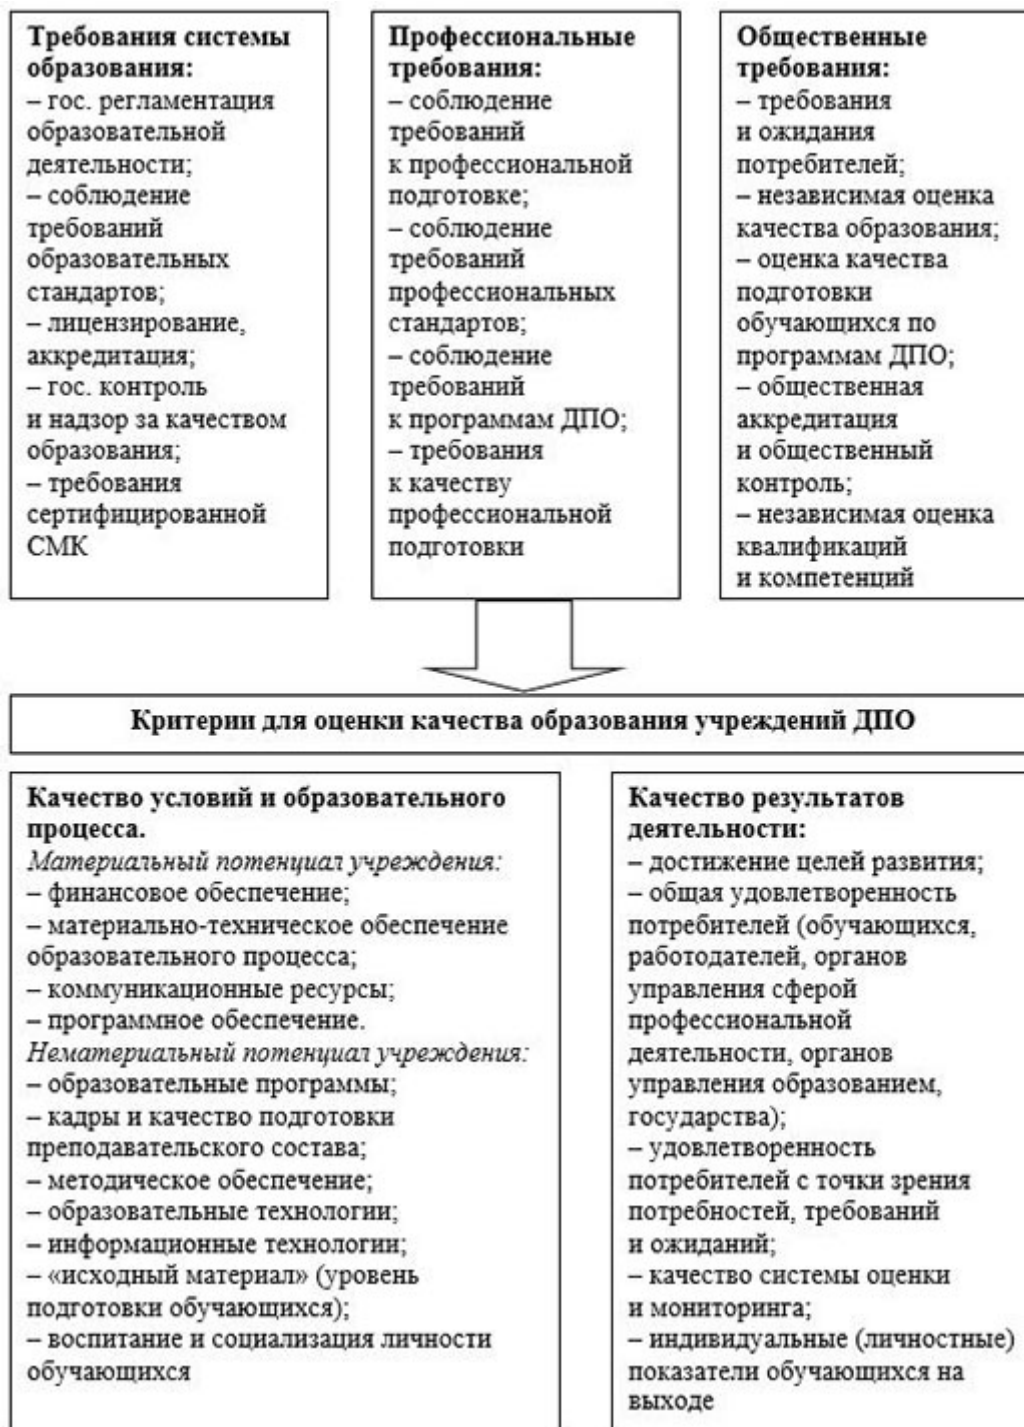 Требования системы
образования:
– гос. регламентация
образовательной
деятельности;
– соблюдение
требований
образовательных
стандартов;
– лицензирование,
аккредитация;
– гос. контроль
и надзор за качеством
образования;
– требования
сертифицированной
СМК
Профессиональные
требования:
– соблюдение
требований
к профессиональной
подготовке;
– соблюдение
требований
профессиональных
стандартов;
– соблюдение
требований
к программам ДПО;
– требования
к качеству
профессиональной
подготовки
Общественные
требования:
– требования
и ожидания
потребителей;
– независимая оценка
качества образования;
– оценка качества
подготовки
обучающихся по
программам ДПО;
– общественная
аккредитация
и общественный
контроль;
– независимая оценка
квалификаций
и компетенций
Критерии для оценки качества образования учреждений ДПО
Качество условий и образовательного
процесса.
Материальный потенциал учреждения:
– финансовое обеспечение;
– материально-техническое обеспечение
образовательного процесса;
– коммуникационные ресурсы;
– программное обеспечение.
Нематериальный потенциал учреждения:
– образовательные программы;
– кадры и качество подготовки
преподавательского состава;
– методическое обеспечение;
– образовательные технологии;
– информационные технологии;
– «исходный материал» (уровень
подготовки обучающихся);
– воспитание и социализация личности
обучающихся
Качество результатов
деятельности:
– достижение целей развития;
– общая удовлетворенность
потребителей (обучающихся,
работодателей, органов
управления сферой
профессиональной
деятельности, органов
управления образованием,
государства);
– удовлетворенность
потребителей с точки зрения
потребностей, требований
и ожиданий;
– качество системы оценки
и мониторинга;
– индивидуальные (личностные)
показатели обучающихся на
выходе